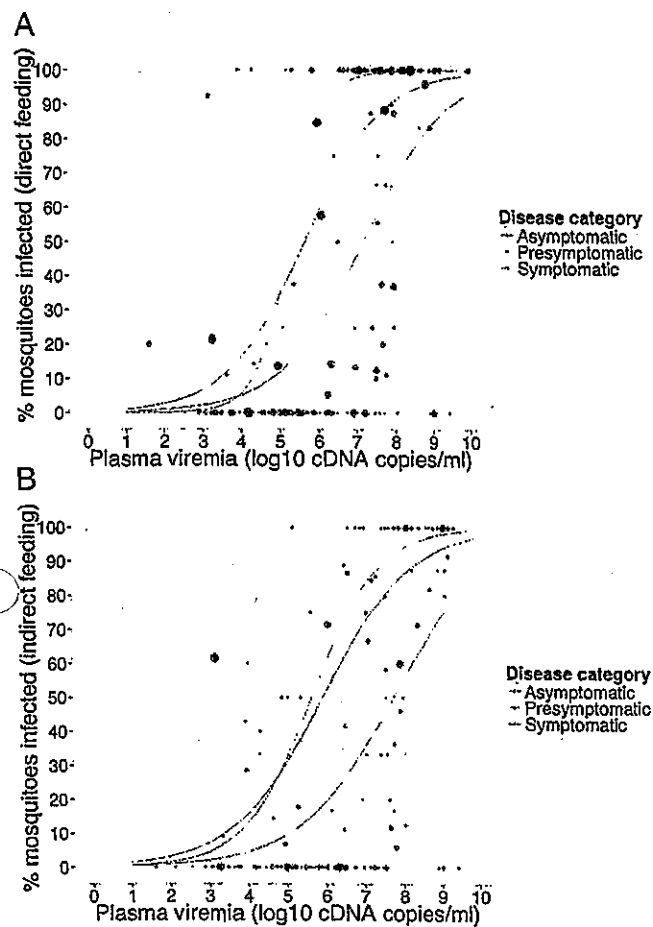 A
% mosquitoes infected (direct feeding)
100-
90-
80-
70-
60-
50-
40-
30-
20-
10-
0-
0 1 2 3 4 5 6 7 8 9 10
Plasma viremia (log10 cDNA copies/ml)
Disease category
Asymptomatic
Presymptomatic
Symptomatic
B
% mosquitoes infected (indirect feeding)
100-
90-
80-
70-
60-
50-
40-
30-
20-
10-
0-
0 1 2 3 4 5 6 7 8 9 10
Plasma viremia (log10 cDNA copies/ml)
Disease category
Asymptomatic
Presymptomatic
Symptomatic